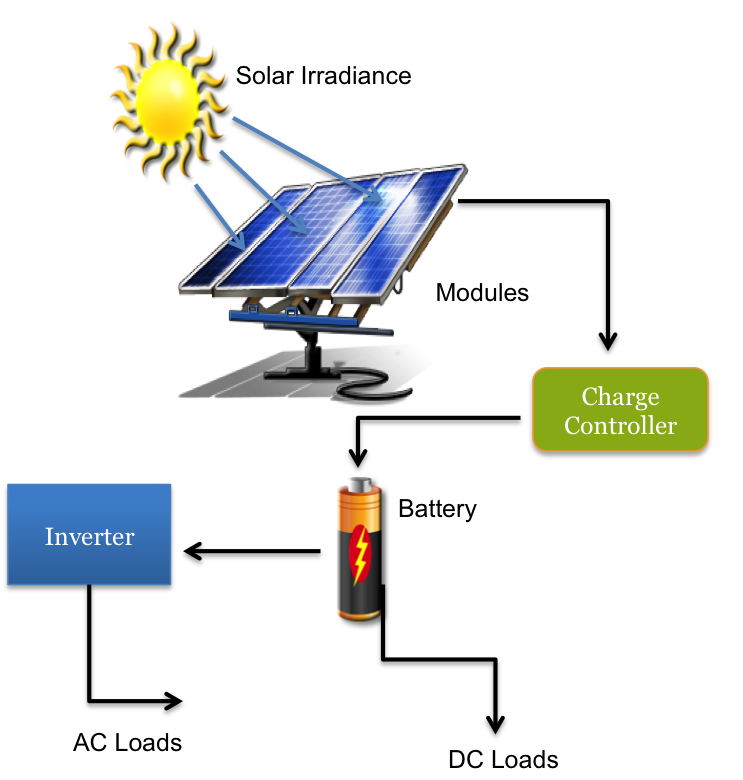 Solar Irradiance
Modules
Charge
Controller
Battery
Inverter
AC Loads
DC Loads